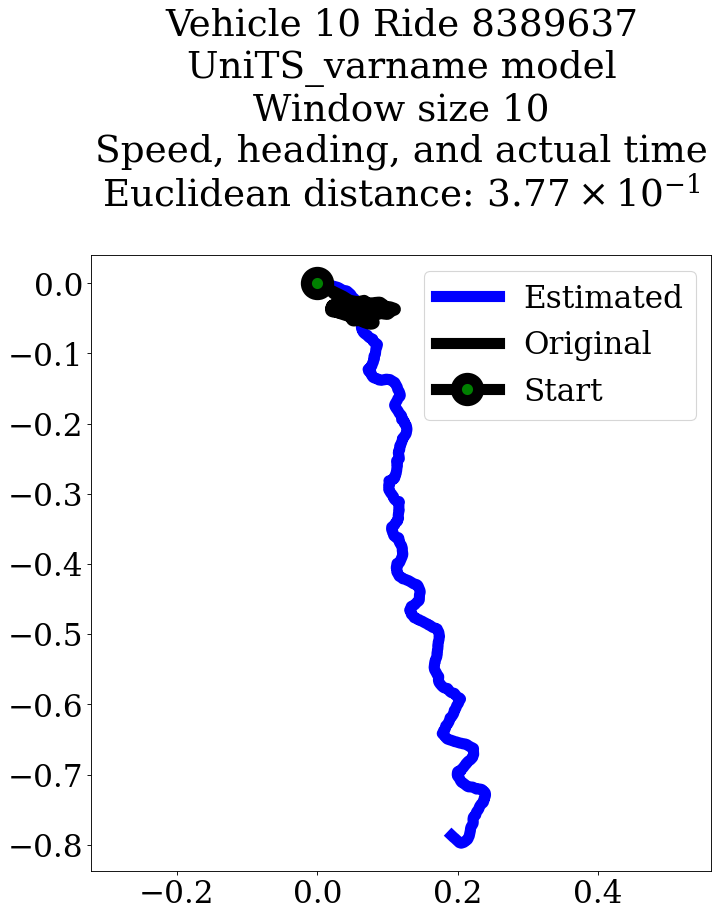 Vehicle 10 Ride 8389637
UniTS_varname model
Window size 10
Speed, heading, and actual time
Euclidean distance: 3.77 × 10⁻¹
Estimated
Original
Start
0.0
−0.1
−0.2
−0.3
−0.4
−0.5
−0.6
−0.7
−0.8
−0.2 0.0 0.2 0.4